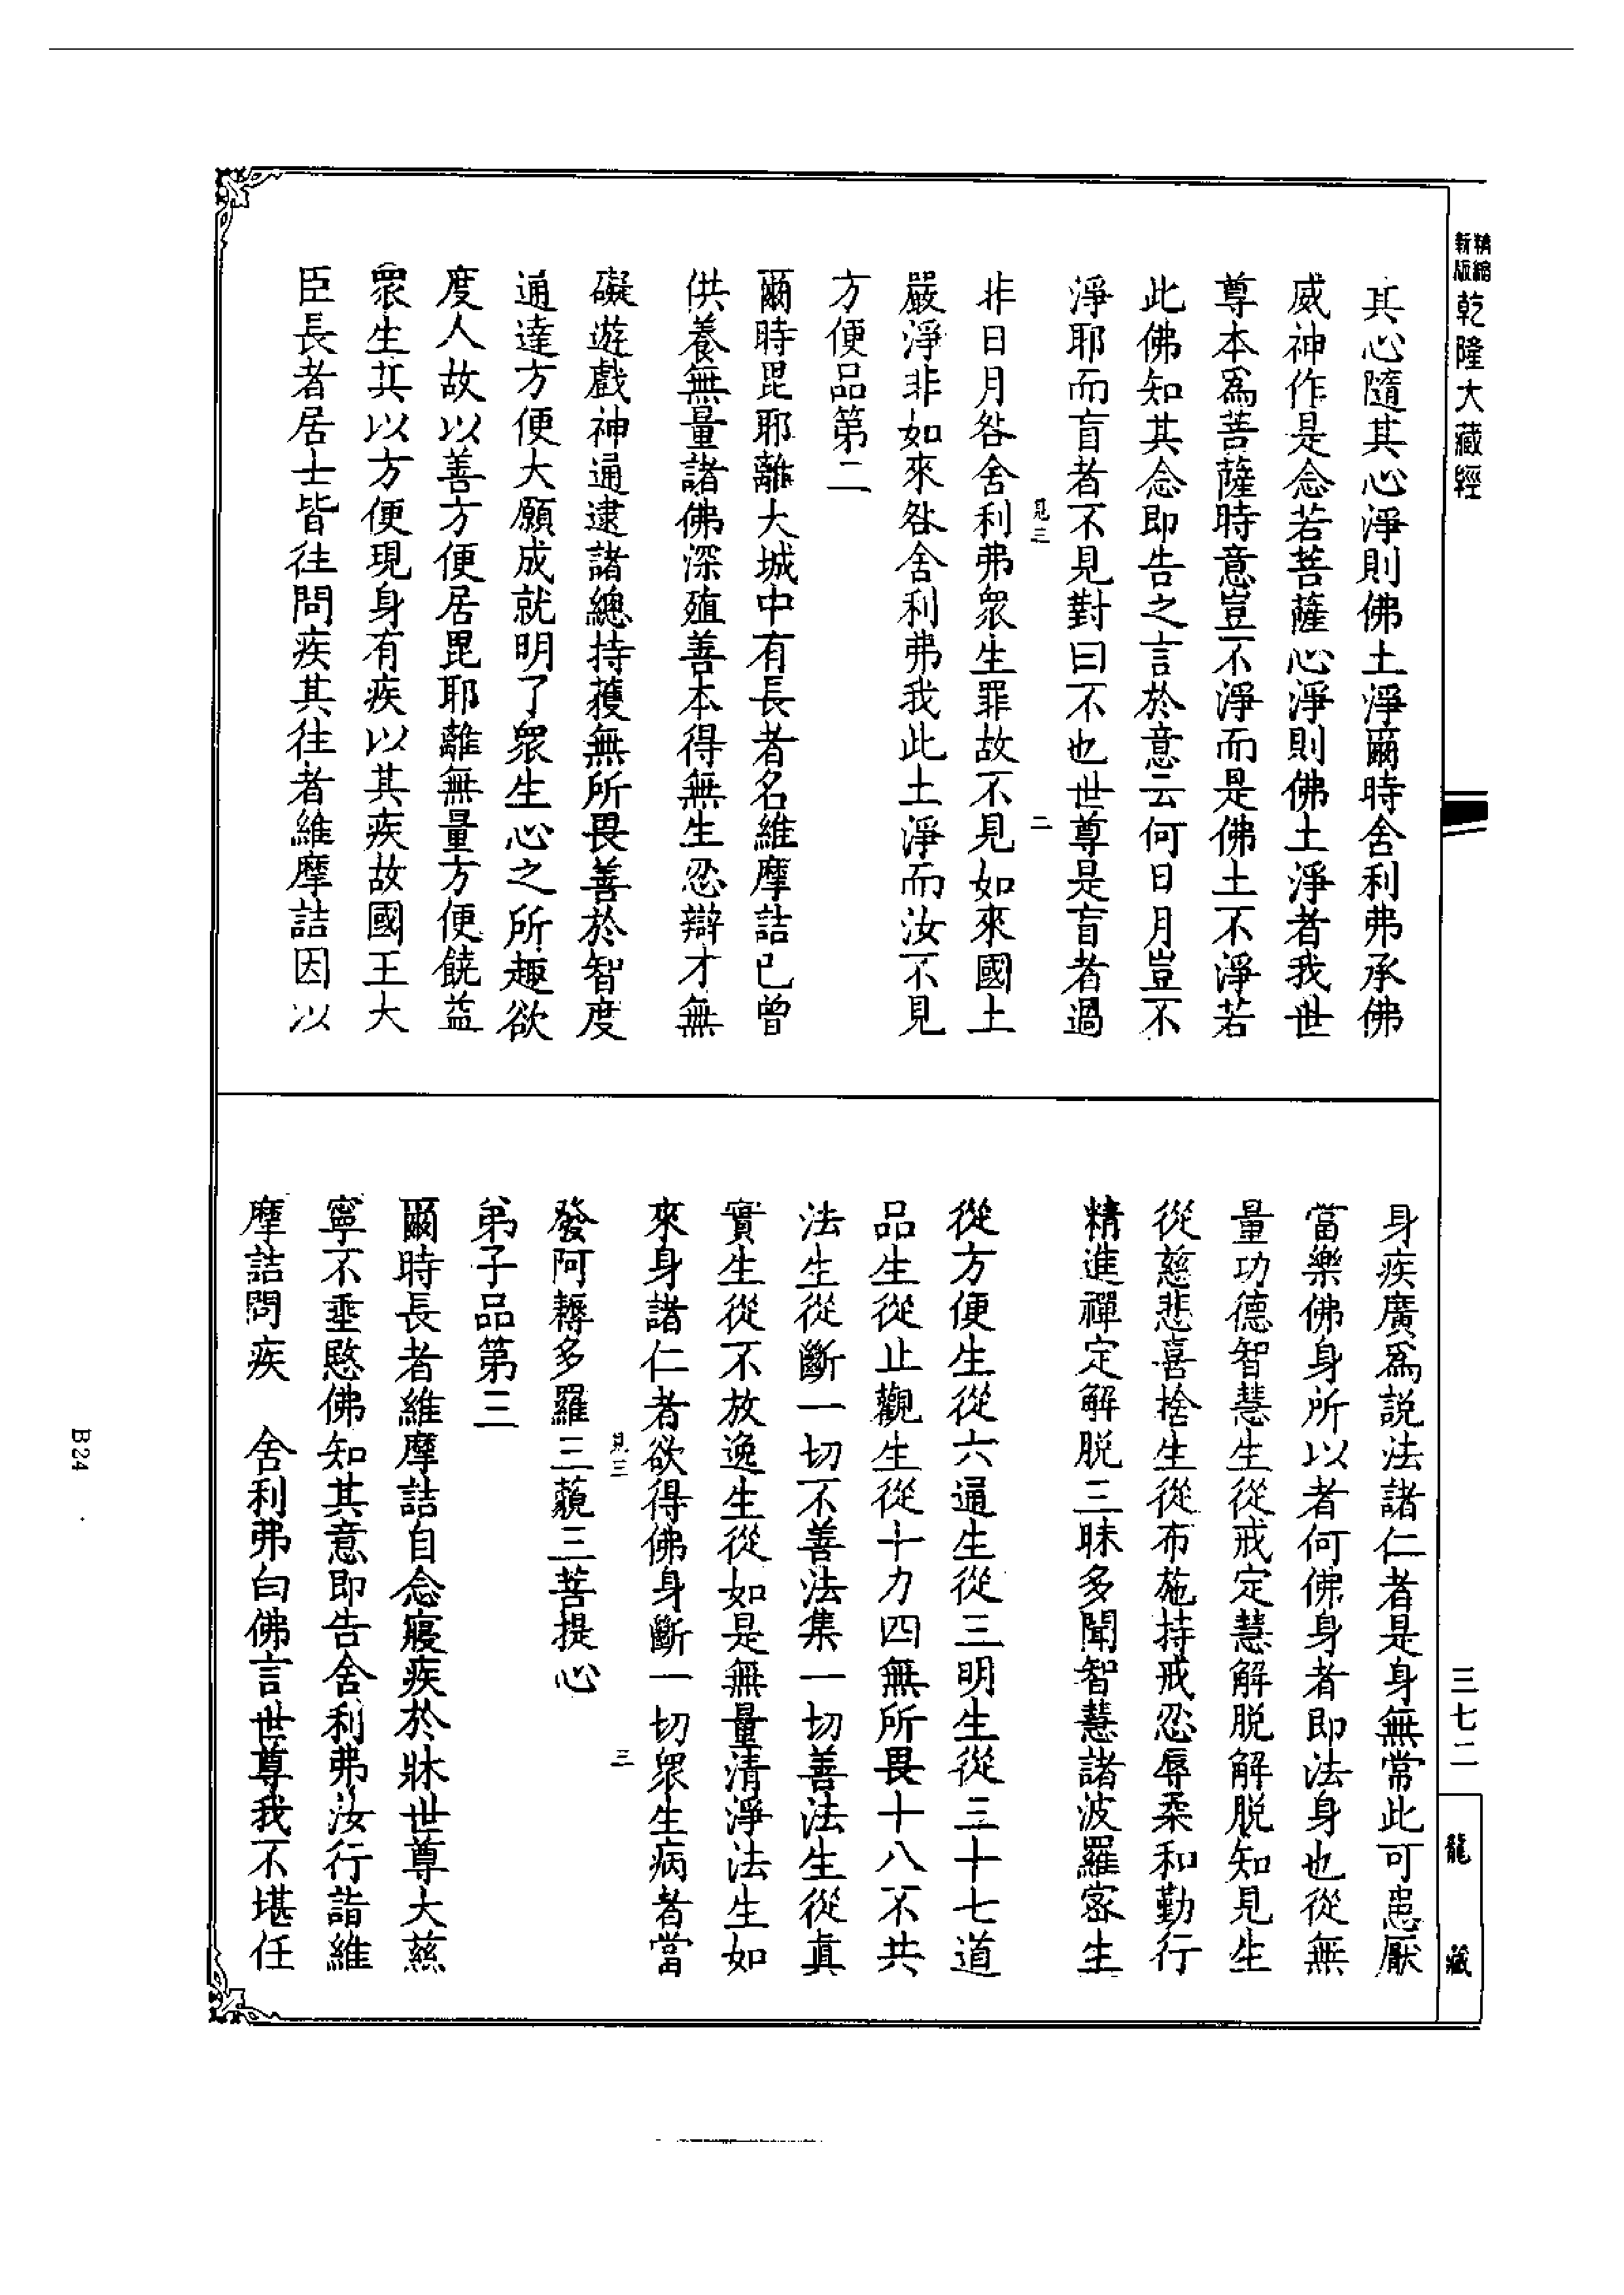 精縮新版乾隆大藏經
其心隨其心淨則佛土淨爾時舍利弗承佛
威神作是念若菩薩心淨則佛土淨者我世
尊本爲菩薩時意豈不淨而是佛土不淨若
此佛知其念即告之言於意云何日月豈不
淨耶而盲者不見對曰不也世尊是盲者過
見三 二
非日月咎舍利弗衆生罪故不見如來國土
嚴淨非如來咎舍利弗我此土淨而汝不見
方便品第二
爾時毘耶離大城中有長者名維摩詰已曾
供養無量諸佛深殖善本得無生忍辯才無
礙遊戲神通逮諸總持獲無所畏善於智度
通達方便大願成就明了衆生心之所趣欲
度人故以善方便居毘耶離無量方便饒益
衆生其以方便現身有疾以其疾故國王大
臣長者居士皆往問疾其往者維摩詰因以
三七二
龍藏
身疾廣爲說法諸仁者是身無常此可患厭
當樂佛身所以者何佛身者即法身也從無
量功德智慧生從戒定慧解脫解脫知見生
從慈悲喜捨生從布施持戒忍辱柔和勤行
精進禪定解脫三昧多聞智慧諸波羅密生
從方便生從六通生從三明生從三十七道
品生從止觀生從十力四無所畏十八不共
法生從斷一切不善法集一切善法生從眞
實生從不放逸生從如是無量清淨法生如
來身諸仁者欲得佛身斷一切衆生病者當
見三 三
發阿耨多羅三藐三菩提心
弟子品第三
爾時長者維摩詰自念寢疾於牀世尊大慈
寧不垂愍佛知其意即告舍利弗汝行詣維
摩詰問疾 舍利弗白佛言世尊我不堪任
B24